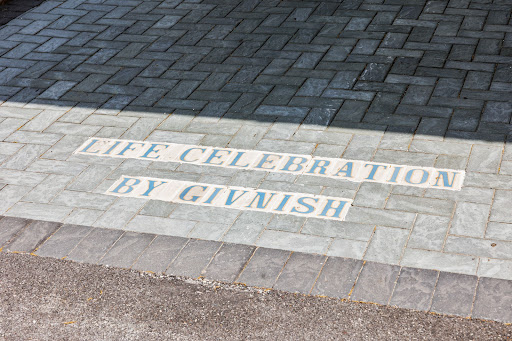 LIFE CELEBRATION
BY GIVNISH